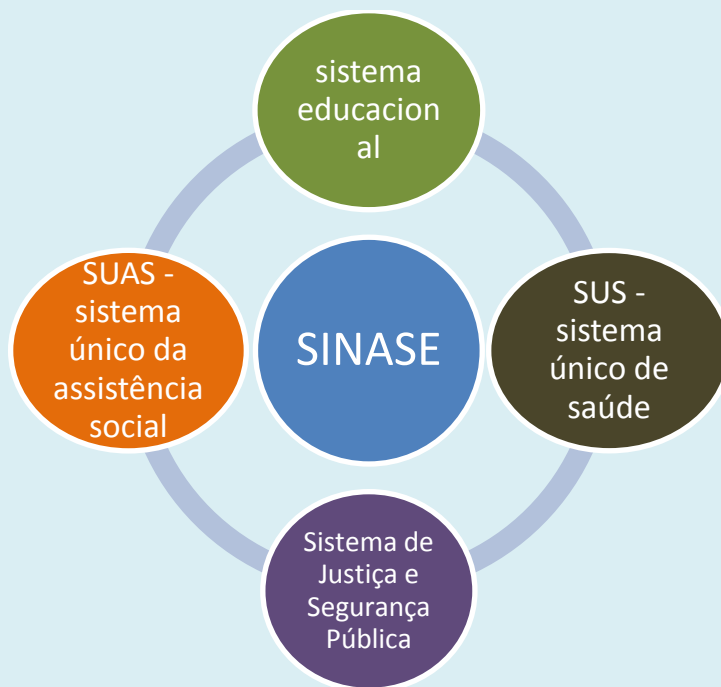 sistema
educacion
al
SUAS -
sistema
único da
assistência
social
SINASE
SUS -
sistema
único de
saúde
Sistema de
Justiça e
Segurança
Pública